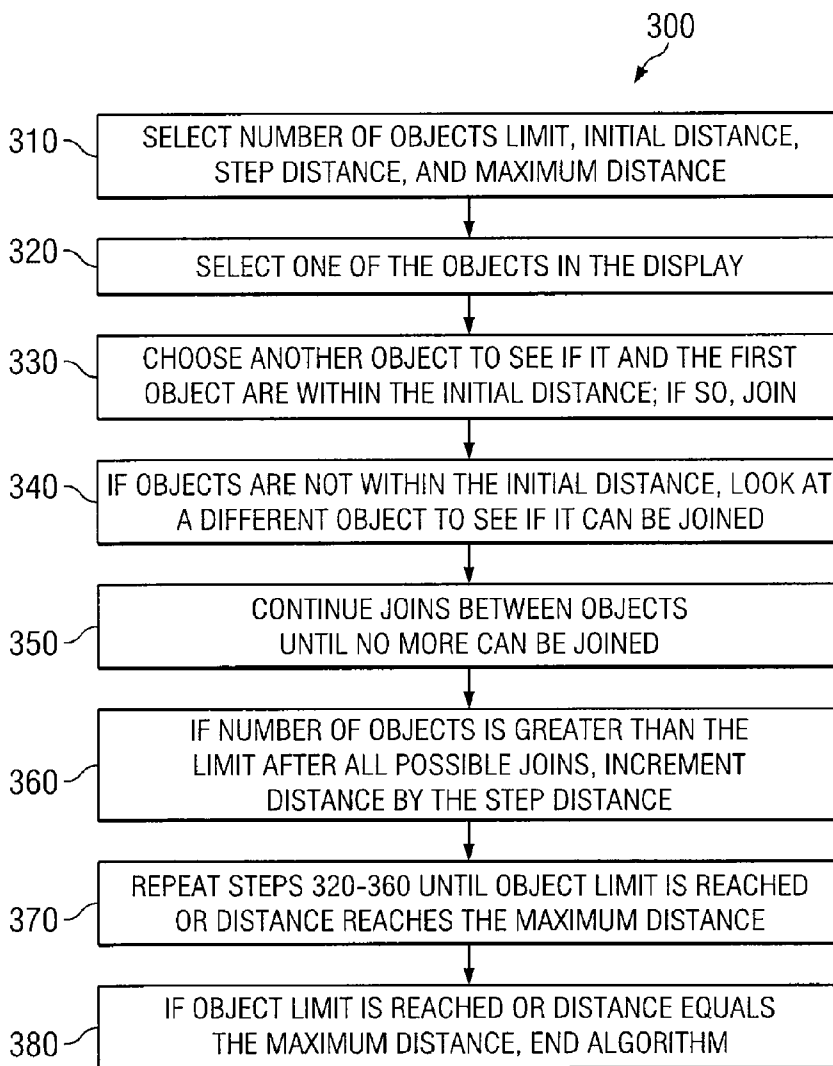 300
310
SELECT NUMBER OF OBJECTS LIMIT, INITIAL DISTANCE,
STEP DISTANCE, AND MAXIMUM DISTANCE
320
SELECT ONE OF THE OBJECTS IN THE DISPLAY
330
CHOOSE ANOTHER OBJECT TO SEE IF IT AND THE FIRST
OBJECT ARE WITHIN THE INITIAL DISTANCE; IF SO, JOIN
340
IF OBJECTS ARE NOT WITHIN THE INITIAL DISTANCE, LOOK AT
A DIFFERENT OBJECT TO SEE IF IT CAN BE JOINED
350
CONTINUE JOINS BETWEEN OBJECTS
UNTIL NO MORE CAN BE JOINED
360
IF NUMBER OF OBJECTS IS GREATER THAN THE
LIMIT AFTER ALL POSSIBLE JOINS, INCREMENT
DISTANCE BY THE STEP DISTANCE
370
REPEAT STEPS 320-360 UNTIL OBJECT LIMIT IS REACHED
OR DISTANCE REACHES THE MAXIMUM DISTANCE
380
IF OBJECT LIMIT IS REACHED OR DISTANCE EQUALS
THE MAXIMUM DISTANCE, END ALGORITHM